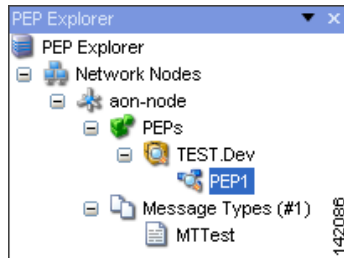 PEP Explorer
PEP Explorer
Network Nodes
aon-node
PEPs
TEST.Dev
PEP1
Message Types (#1)
MTTest
142086